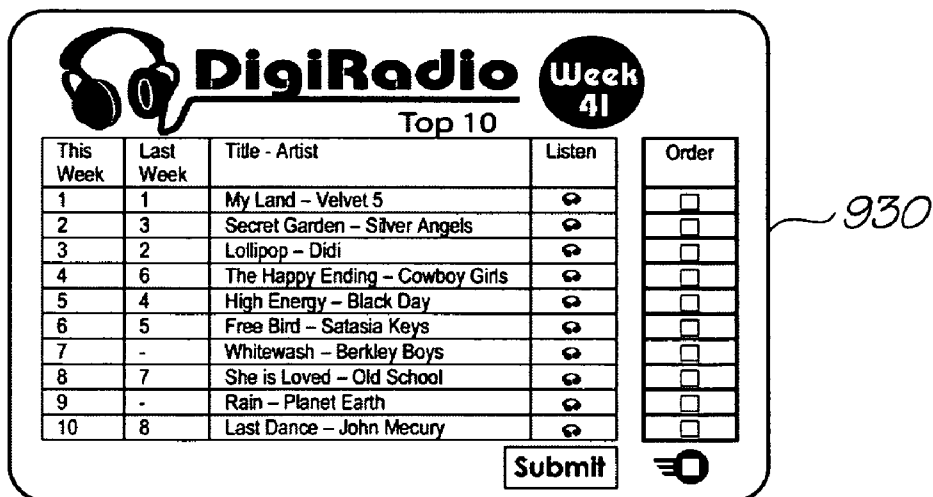 DigiRadio
Week 41
Top 10
This Week Last Week Title - Artist Listen Order
1 1 My Land – Velvet 5
2 3 Secret Garden – Silver Angels
3 2 Lollipop – Didi
4 6 The Happy Ending – Cowboy Girls
5 4 High Energy – Black Day
6 5 Free Bird – Satasia Keys
7 - Whitewash – Berkley Boys
8 7 She is Loved – Old School
9 - Rain – Planet Earth
10 8 Last Dance – John Mecury
Submit
930